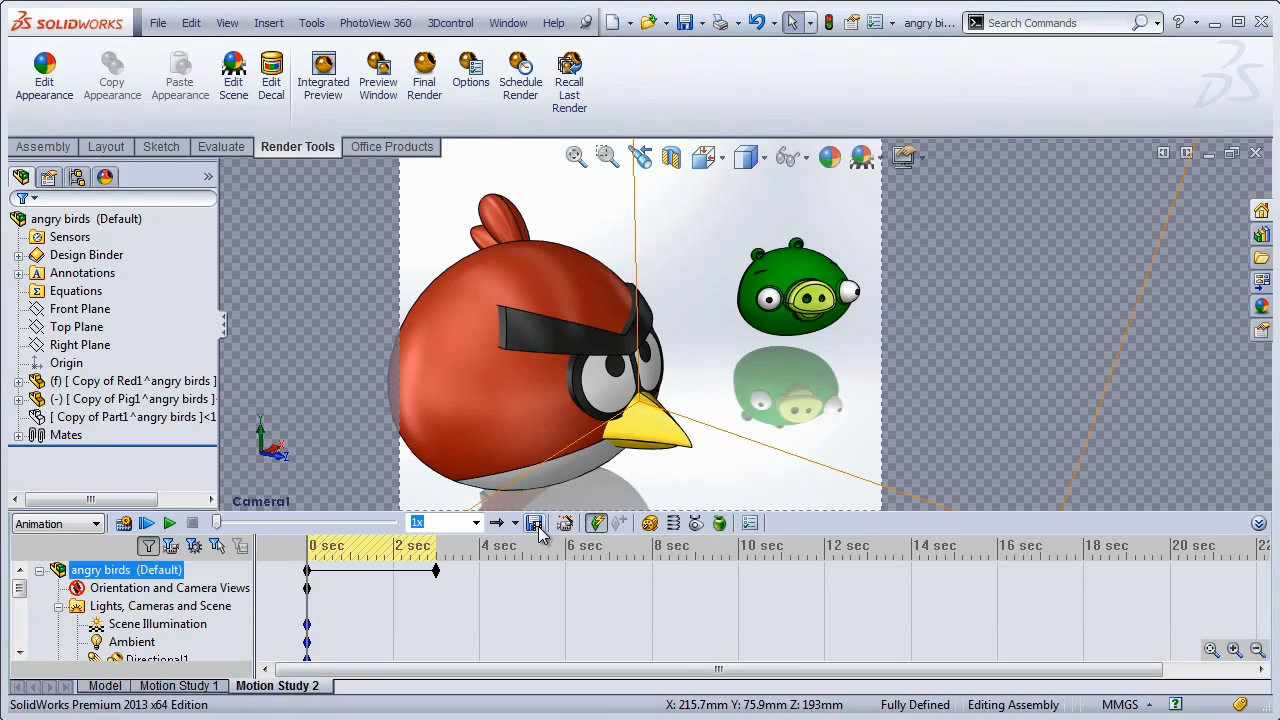 SOLIDWORKS File Edit View Insert Tools PhotoView 360 3Dcontrol Window Help angry bi... Search Commands
Edit Appearance
Copy Appearance
Paste Appearance
Edit Scene
Edit Decal
Integrated Preview
Preview Window
Final Render
Options
Schedule Render
Recall Last Render
Assembly Layout Sketch Evaluate Render Tools Office Products
angry birds (Default)
Sensors
Design Binder
Annotations
Equations
Front Plane
Top Plane
Right Plane
Origin
(f) [ Copy of Red1^angry birds ]
(-) [ Copy of Pig1^angry birds ]
[ Copy of Part1^angry birds ]<1
Mates
Y
X
Z
Camera1
Animation 1x
0 sec 2 sec 4 sec 6 sec 8 sec 10 sec 12 sec 14 sec 16 sec 18 sec 20 sec 22
angry birds (Default)
Orientation and Camera Views
Lights, Cameras and Scene
Scene Illumination
Ambient
Directional1
Model Motion Study 1 Motion Study 2
SolidWorks Premium 2013 x64 Edition X: 215.7mm Y: 75.9mm Z: 193mm Fully Defined Editing Assembly MMGS